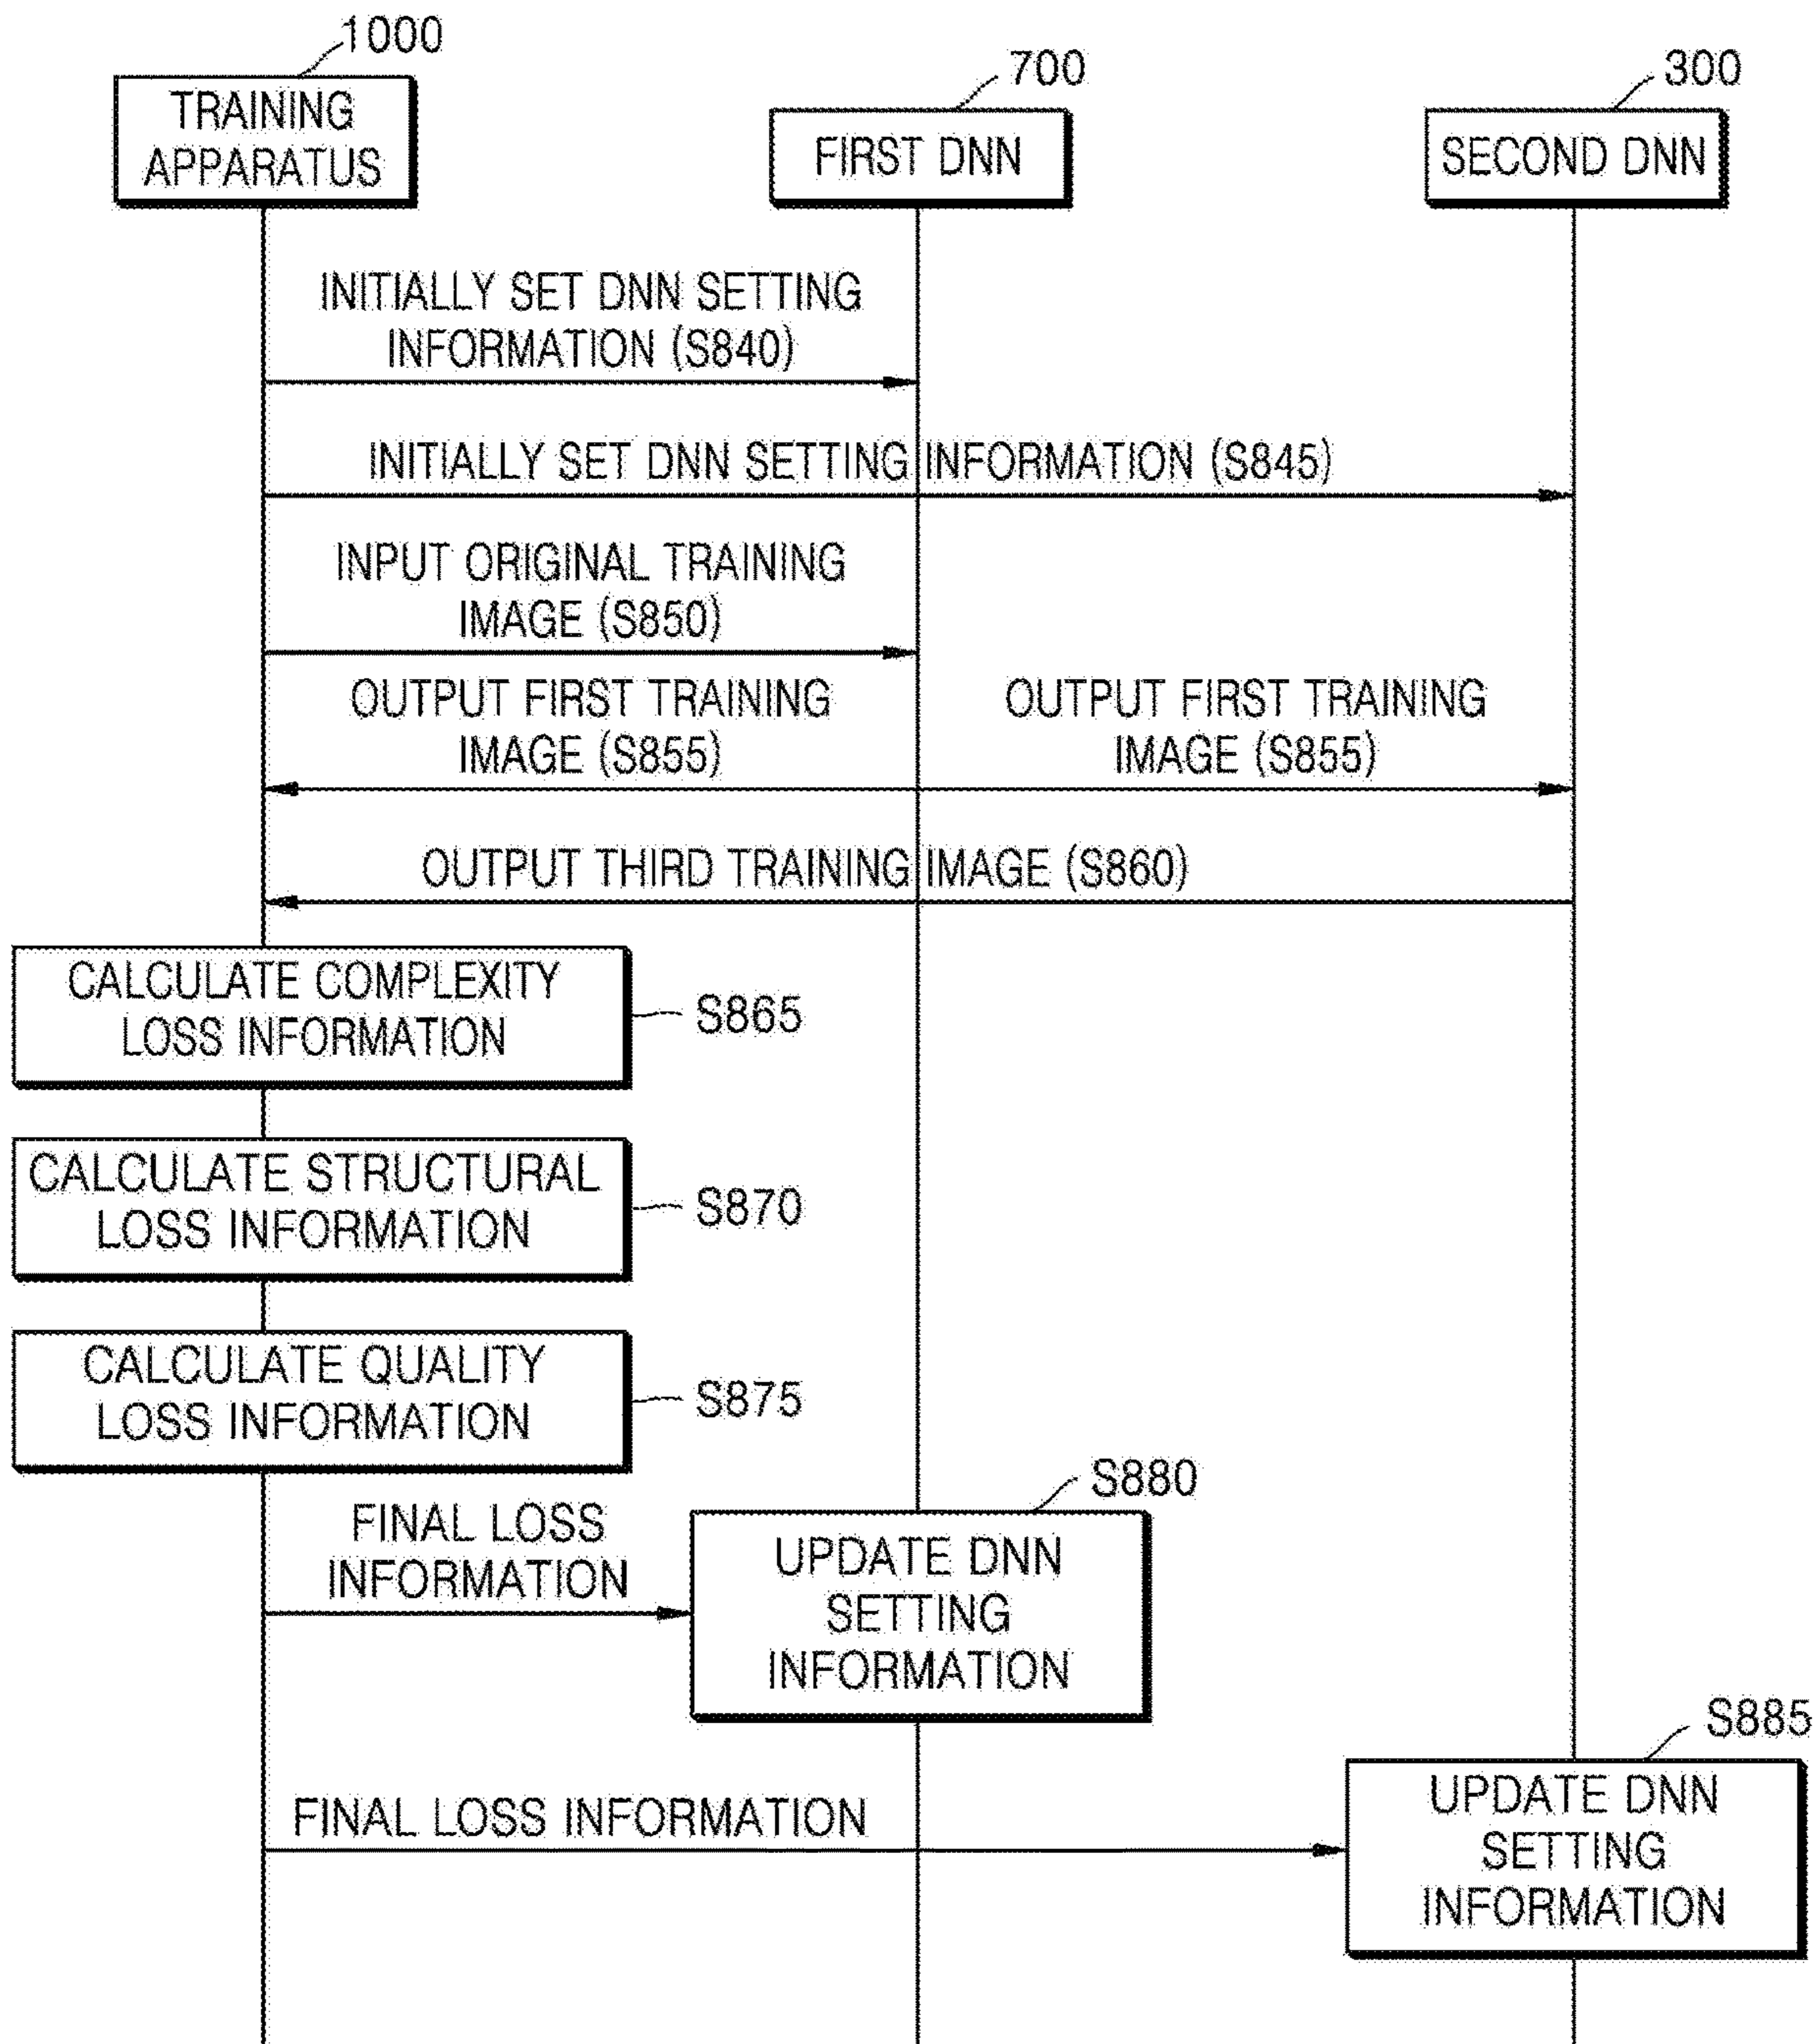 1000
700
300
TRAINING
APPARATUS
FIRST DNN
SECOND DNN
INITIALLY SET DNN SETTING
INFORMATION (S840)
INITIALLY SET DNN SETTING INFORMATION (S845)
INPUT ORIGINAL TRAINING
IMAGE (S850)
OUTPUT FIRST TRAINING
IMAGE (S855)
OUTPUT FIRST TRAINING
IMAGE (S855)
OUTPUT THIRD TRAINING IMAGE (S860)
CALCULATE COMPLEXITY
LOSS INFORMATION
S865
CALCULATE STRUCTURAL
LOSS INFORMATION
S870
CALCULATE QUALITY
LOSS INFORMATION
S875
FINAL LOSS
INFORMATION
S880
UPDATE DNN
SETTING
INFORMATION
FINAL LOSS INFORMATION
S885
UPDATE DNN
SETTING
INFORMATION